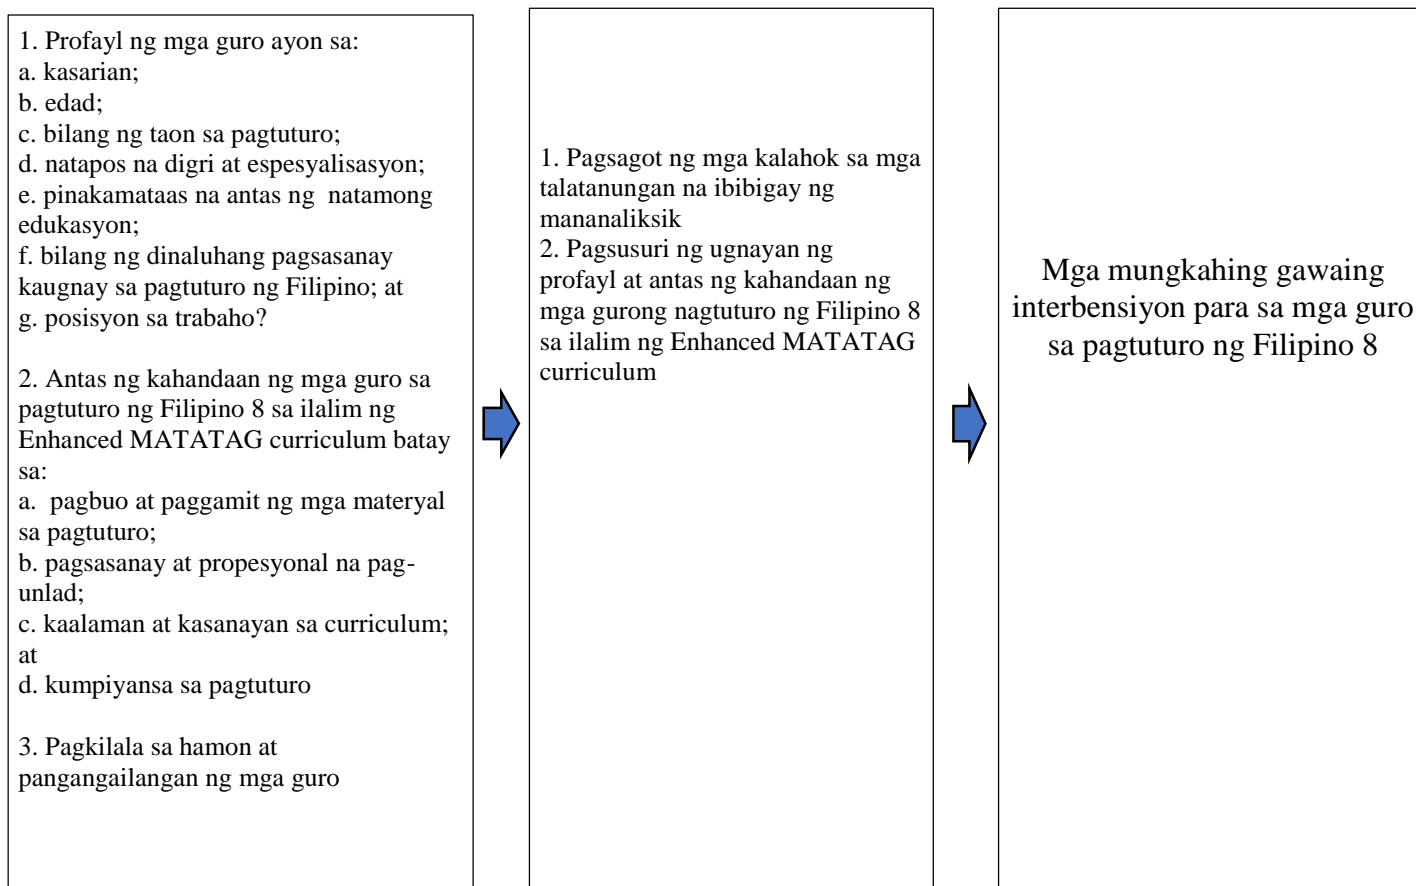 1. Profayl ng mga guro ayon sa:
a. kasarian;
b. edad;
c. bilang ng taon sa pagtuturo;
d. natapos na digri at espesyalisasyon;
e. pinakamataas na antas ng  natamong
edukasyon;
f. bilang ng dinaluhang pagsasanay
kaugnay sa pagtuturo ng Filipino; at
g. posisyon sa trabaho?
2. Antas ng kahandaan ng mga guro sa
pagtuturo ng Filipino 8 sa ilalim ng
Enhanced MATATAG curriculum batay
sa:
a.  pagbuo at paggamit ng mga materyal
sa pagtuturo;
b. pagsasanay at propesyonal na pag-
unlad;
c. kaalaman at kasanayan sa curriculum;
at
d. kumpiyansa sa pagtuturo
3. Pagkilala sa hamon at
pangangailangan ng mga guro
1. Pagsagot ng mga kalahok sa mga
talatanungan na ibibigay ng
mananaliksik
2. Pagsusuri ng ugnayan ng
profayl at antas ng kahandaan ng
mga gurong nagtuturo ng Filipino 8
sa ilalim ng Enhanced MATATAG
curriculum
Mga mungkahing gawaing
interbensiyon para sa mga guro
sa pagtuturo ng Filipino 8